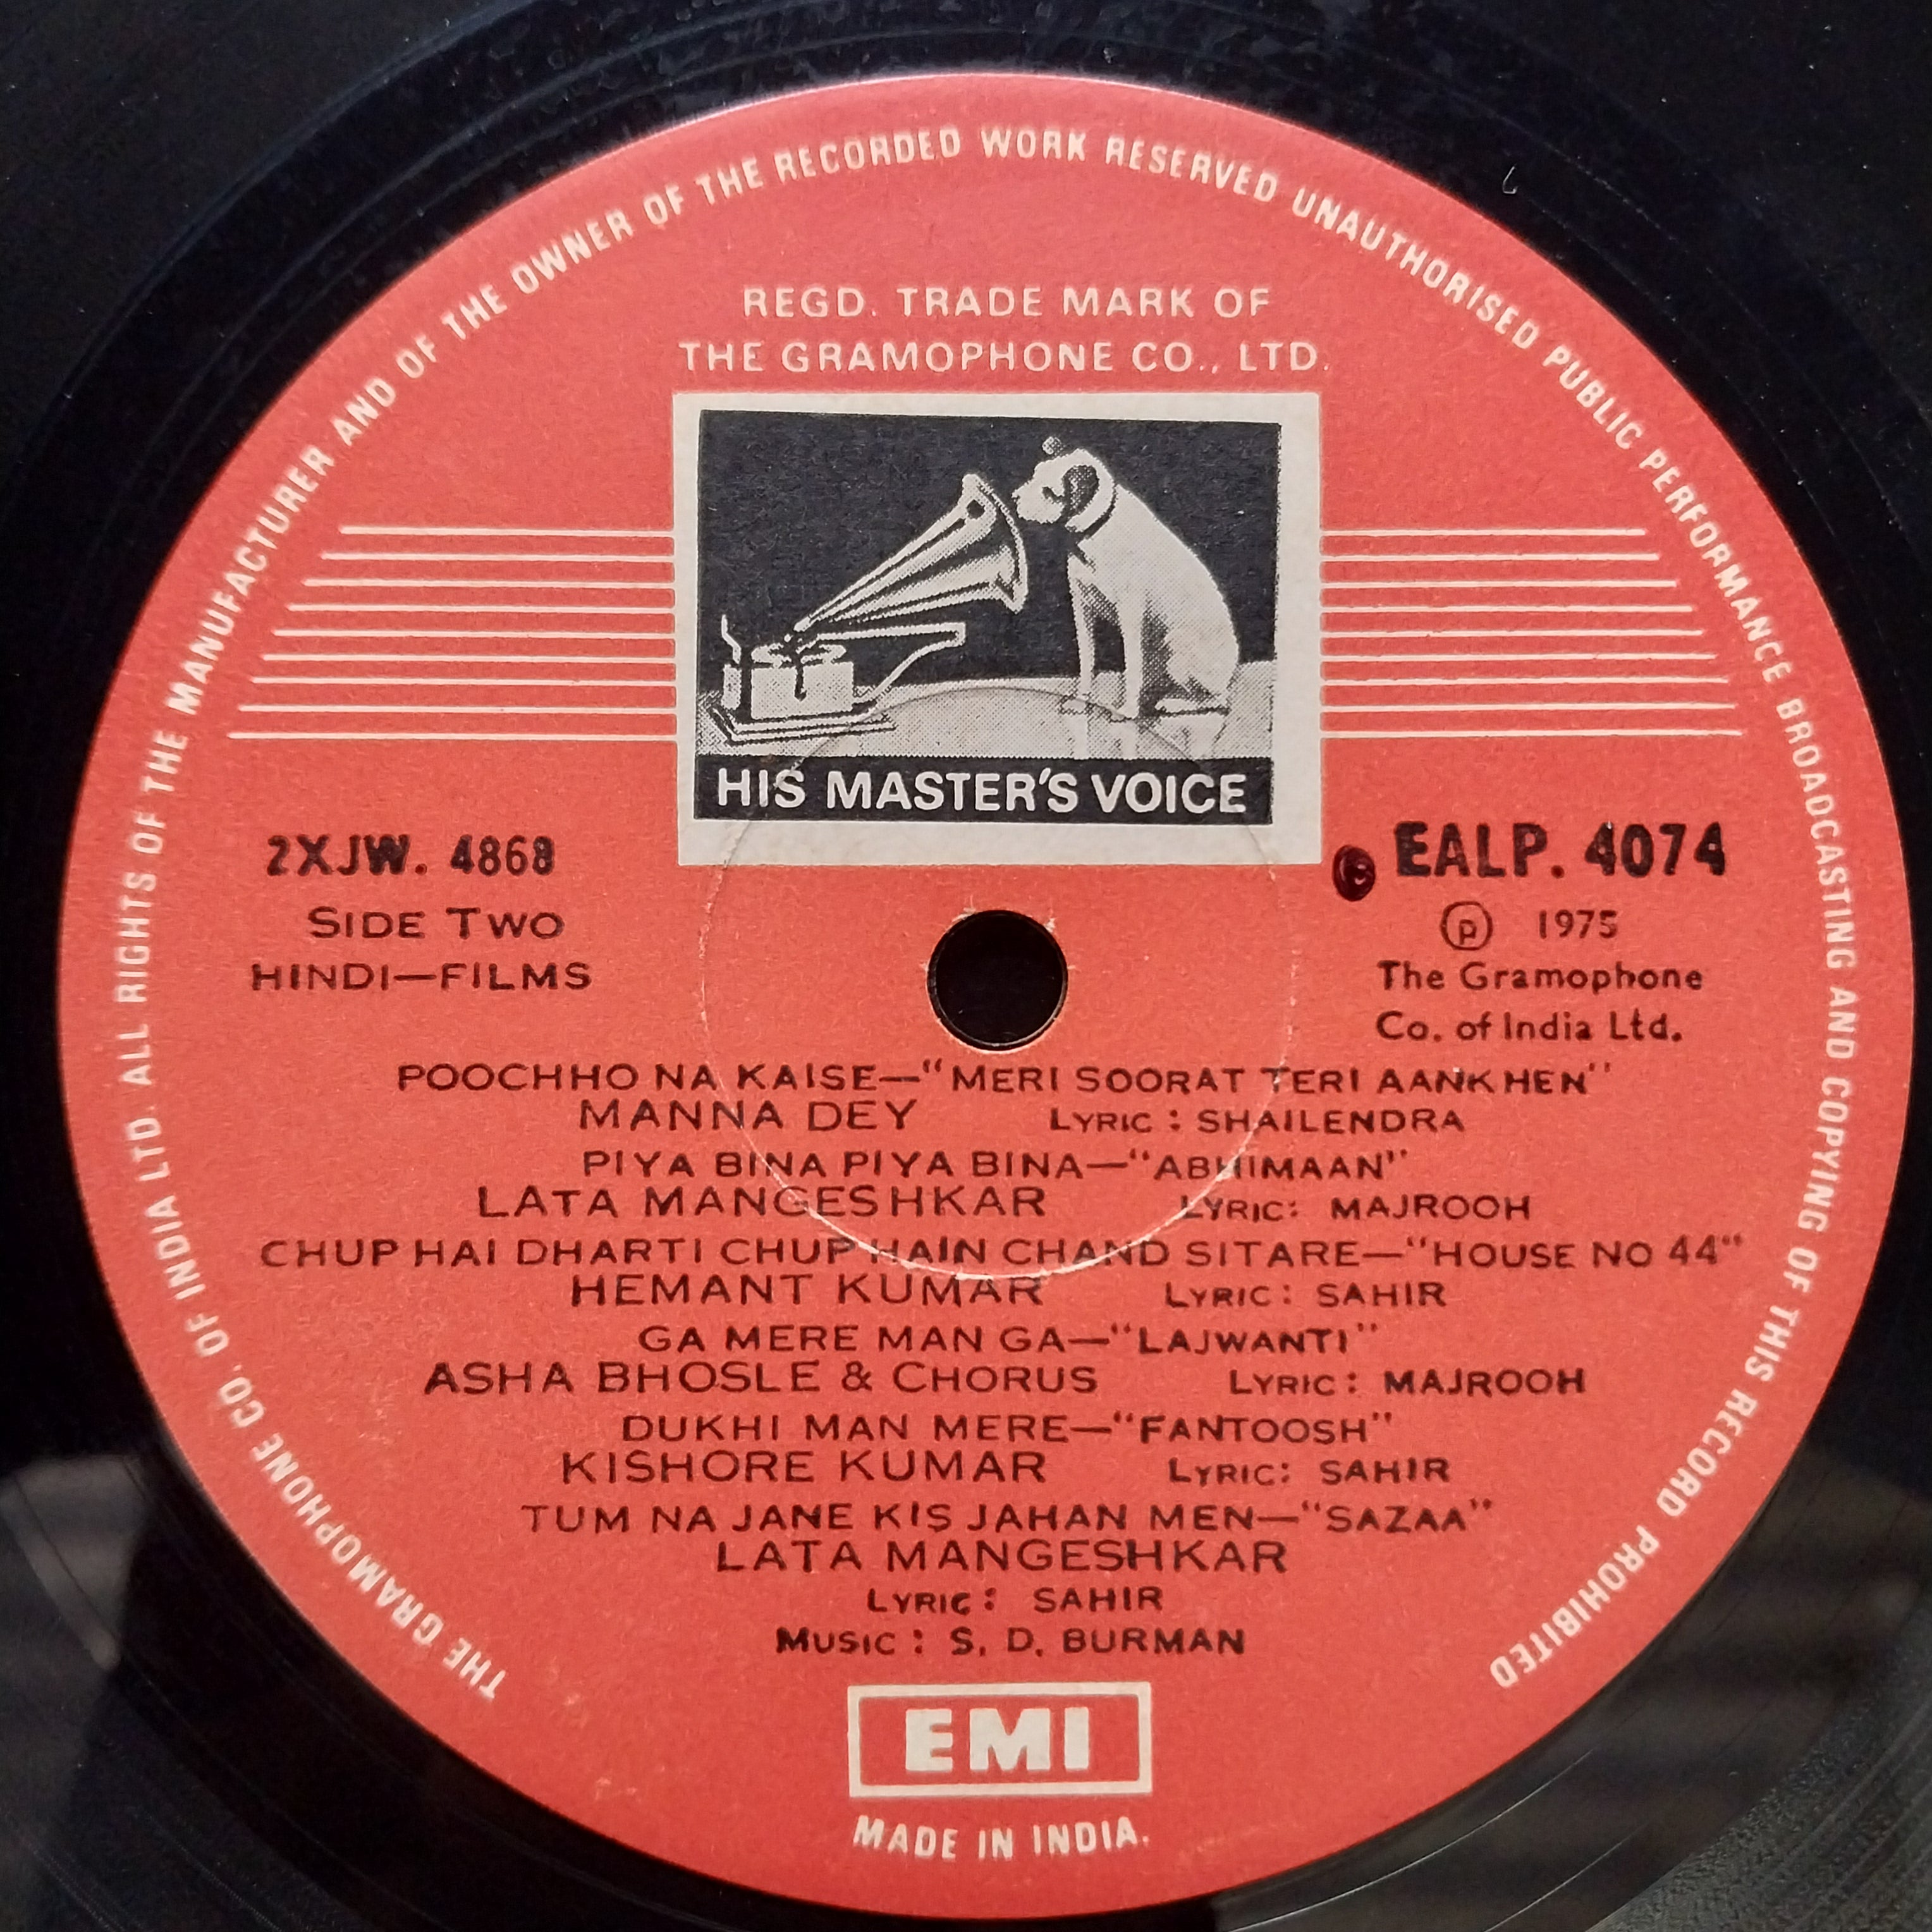 THE GRAMOPHONE CO. OF INDIA LTD. ALL RIGHTS OF THE MANUFACTURER AND OF THE OWNER OF THE RECORDED WORK RESERVED UNAUTHORISED PUBLIC PERFORMANCE BROADCASTING AND COPYING OF THIS RECORD PROHIBITED
REGD. TRADE MARK OF
THE GRAMOPHONE CO., LTD.
HIS MASTER'S VOICE
2XJW. 4868
SIDE TWO
HINDI—FILMS
EALP. 4074
Ⓟ 1975
The Gramophone
Co. of India Ltd.
POOCHHO NA KAISE—"MERI SOORAT TERI AANKHEN"
MANNA DEY LYRIC : SHAILENDRA
PIYA BINA PIYA BINA—"ABHIMAAN"
LATA MANGESHKAR LYRIC: MAJROOH
CHUP HAI DHARTI CHUP HAIN CHAND SITARE—"HOUSE NO 44"
HEMANT KUMAR LYRIC: SAHIR
GA MERE MAN GA—"LAJWANTI"
ASHA BHOSLE & CHORUS LYRIC: MAJROOH
DUKHI MAN MERE—"FANTOOSH"
KISHORE KUMAR LYRIC: SAHIR
TUM NA JANE KIS JAHAN MEN—"SAZAA"
LATA MANGESHKAR
LYRIC: SAHIR
MUSIC: S. D. BURMAN
EMI
MADE IN INDIA.